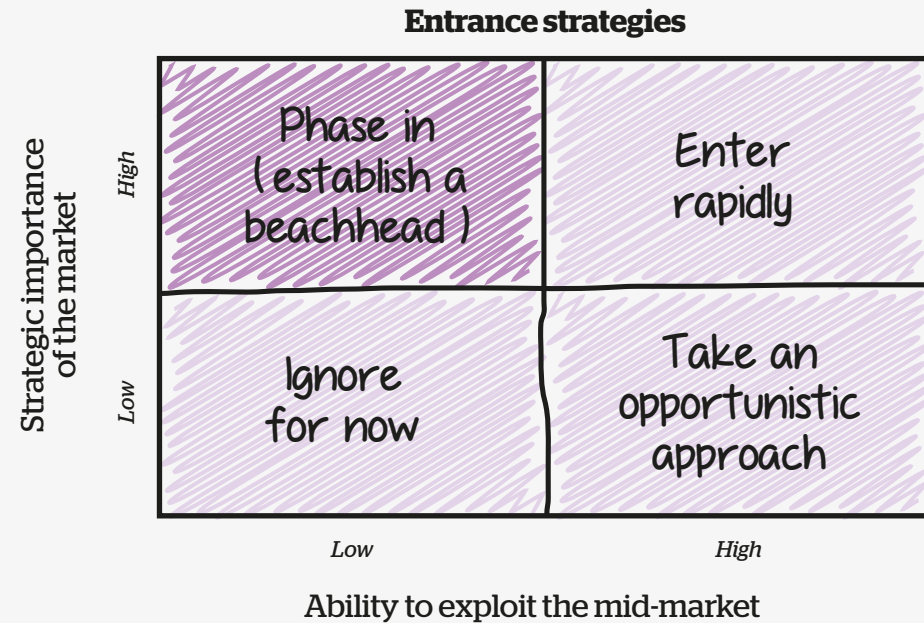 Entrance strategies
Strategic importance
of the market
High
Phase in
(establish a
beachhead)
Enter
rapidly
Low
Ignore
for now
Take an
opportunistic
approach
Low
High
Ability to exploit the mid-market